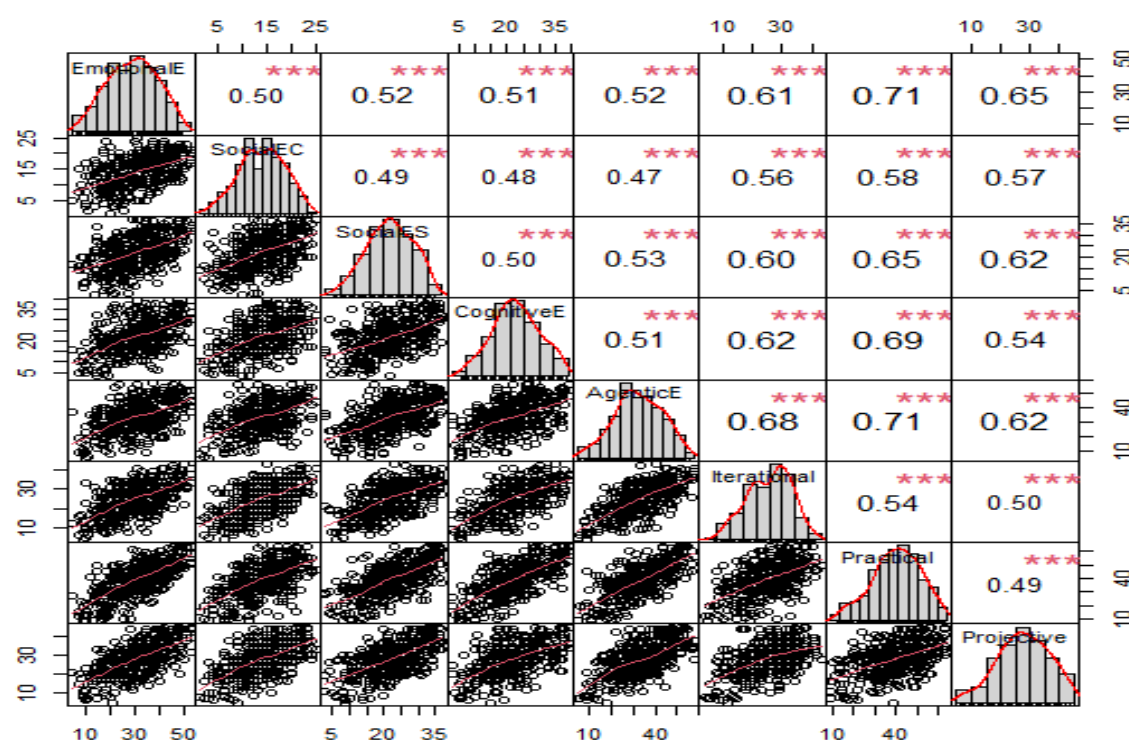 5 15 25 5 20 35 10 30 10 30
EmotionalE 0.50 *** 0.52 *** 0.51 *** 0.52 *** 0.61 *** 0.71 *** 0.65 *** 10 30 50
5 15 25 SocialEC 0.49 *** 0.48 *** 0.47 *** 0.56 *** 0.58 *** 0.57 ***
SocialES 0.50 *** 0.53 *** 0.60 *** 0.65 *** 0.62 *** 5 20 35
5 20 35 CognitiveE 0.51 *** 0.62 *** 0.69 *** 0.54 ***
AgenticE 0.68 *** 0.71 *** 0.62 *** 10 40
10 30 Iterational 0.54 *** 0.50 ***
Practical 0.49 *** 10 40
10 30 Projective
10 30 50 5 20 35 10 40 10 40